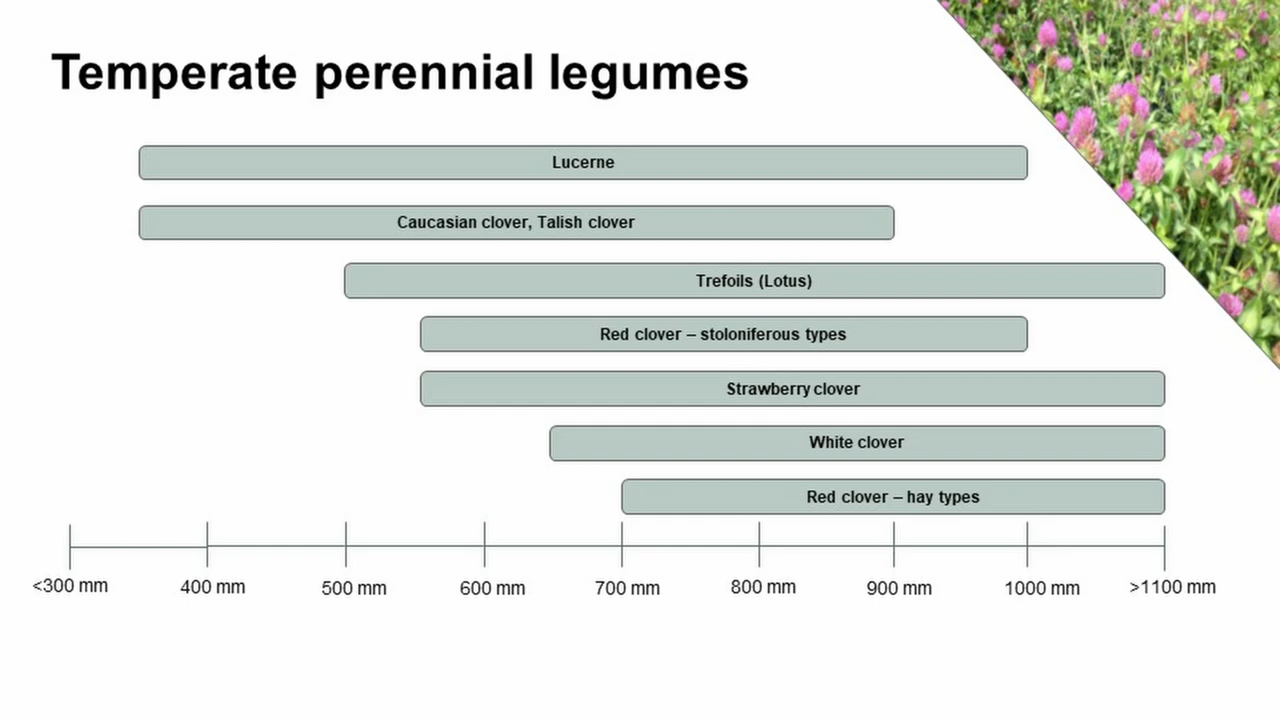 Temperate perennial legumes
Lucerne
Caucasian clover, Talish clover
Trefoils (Lotus)
Red clover – stoloniferous types
Strawberry clover
White clover
Red clover – hay types
<300 mm 400 mm 500 mm 600 mm 700 mm 800 mm 900 mm 1000 mm >1100 mm